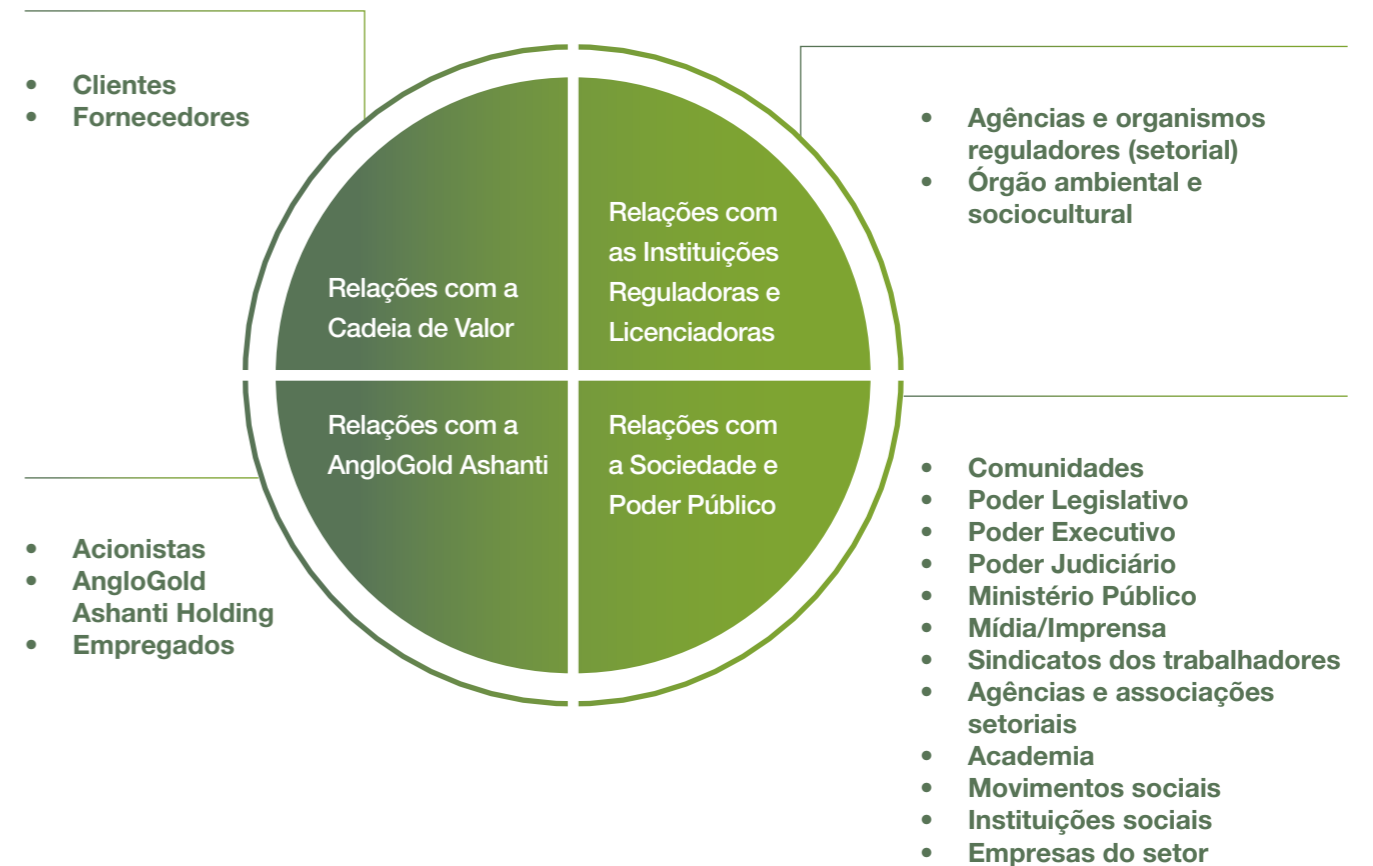 • Clientes
• Fornecedores
Relações com a
Cadeia de Valor
Relações com
as Instituições
Reguladoras e
Licenciadoras
• Agências e organismos
reguladores (setorial)
• Órgão ambiental e
sociocultural
Relações com a
AngloGold Ashanti
• Acionistas
• AngloGold
Ashanti Holding
• Empregados
Relações com
a Sociedade e
Poder Público
• Comunidades
• Poder Legislativo
• Poder Executivo
• Poder Judiciário
• Ministério Público
• Mídia/Imprensa
• Sindicatos dos trabalhadores
• Agências e associações
setoriais
• Academia
• Movimentos sociais
• Instituições sociais
• Empresas do setor